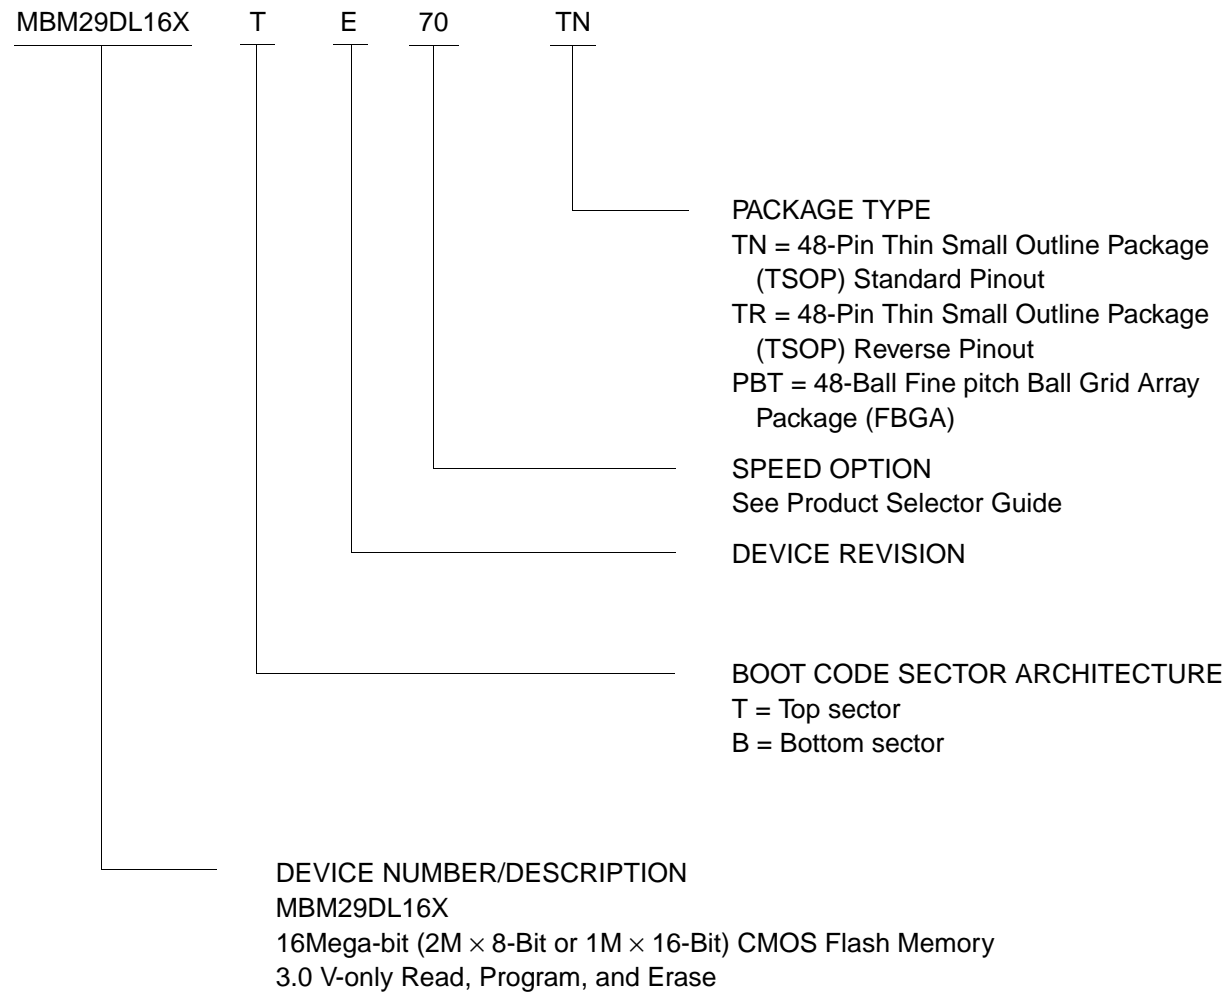 MBM29DL16X T E 70 TN
PACKAGE TYPE
TN = 48-Pin Thin Small Outline Package
(TSOP) Standard Pinout
TR = 48-Pin Thin Small Outline Package
(TSOP) Reverse Pinout
PBT = 48-Ball Fine pitch Ball Grid Array
Package (FBGA)
SPEED OPTION
See Product Selector Guide
DEVICE REVISION
BOOT CODE SECTOR ARCHITECTURE
T = Top sector
B = Bottom sector
DEVICE NUMBER/DESCRIPTION
MBM29DL16X
16Mega-bit (2M × 8-Bit or 1M × 16-Bit) CMOS Flash Memory
3.0 V-only Read, Program, and Erase